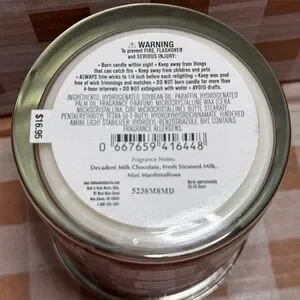 WARNING
To prevent FIRE, FLASHOVER
and SERIOUS INJURY:
• Burn candle within sight • Keep away from things
that can catch fire • Keep away from children and pets
• ALWAYS trim wicks to 1/4 inch before each relighting • Keep wax pool
free of wick trimmings and matches • DO NOT burn candle for more than
4-hour intervals • DO NOT extinguish with water • AVOID drafts.
INGREDIENTS: HYDROGENATED SOYBEAN OIL, PARAFFIN, HYDROGENATED
PALM OIL, FRAGRANCE (PARFUM), MICROCRYSTALLINE WAX (CERA
PENTAERYTHRITYL TETRA-DI-T-BUTYL HYDROXYHYDROCINNAMATE, HINDERED
AMINE LIGHT STABILIZER, HYDROXY-BENZOTRIAZOLE, BHT. CONTAINS
FRAGRANCE ALLERGENS.
$16.95
0 667659 416448
Fragrance Notes:
Decadent Milk Chocolate, Fresh Steamed Milk,
Mini Marshmallows
5238M8MD
Burns approximately